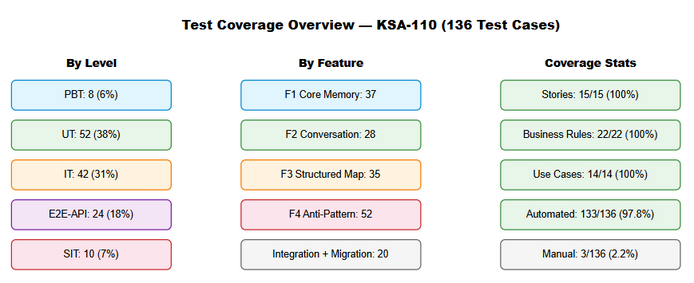 Test Coverage Overview — KSA-110 (136 Test Cases)
By Level
PBT: 8 (6%)
UT: 52 (38%)
IT: 42 (31%)
E2E-API: 24 (18%)
SIT: 10 (7%)
By Feature
F1 Core Memory: 37
F2 Conversation: 28
F3 Structured Map: 35
F4 Anti-Pattern: 52
Integration + Migration: 20
Coverage Stats
Stories: 15/15 (100%)
Business Rules: 22/22 (100%)
Use Cases: 14/14 (100%)
Automated: 133/136 (97.8%)
Manual: 3/136 (2.2%)